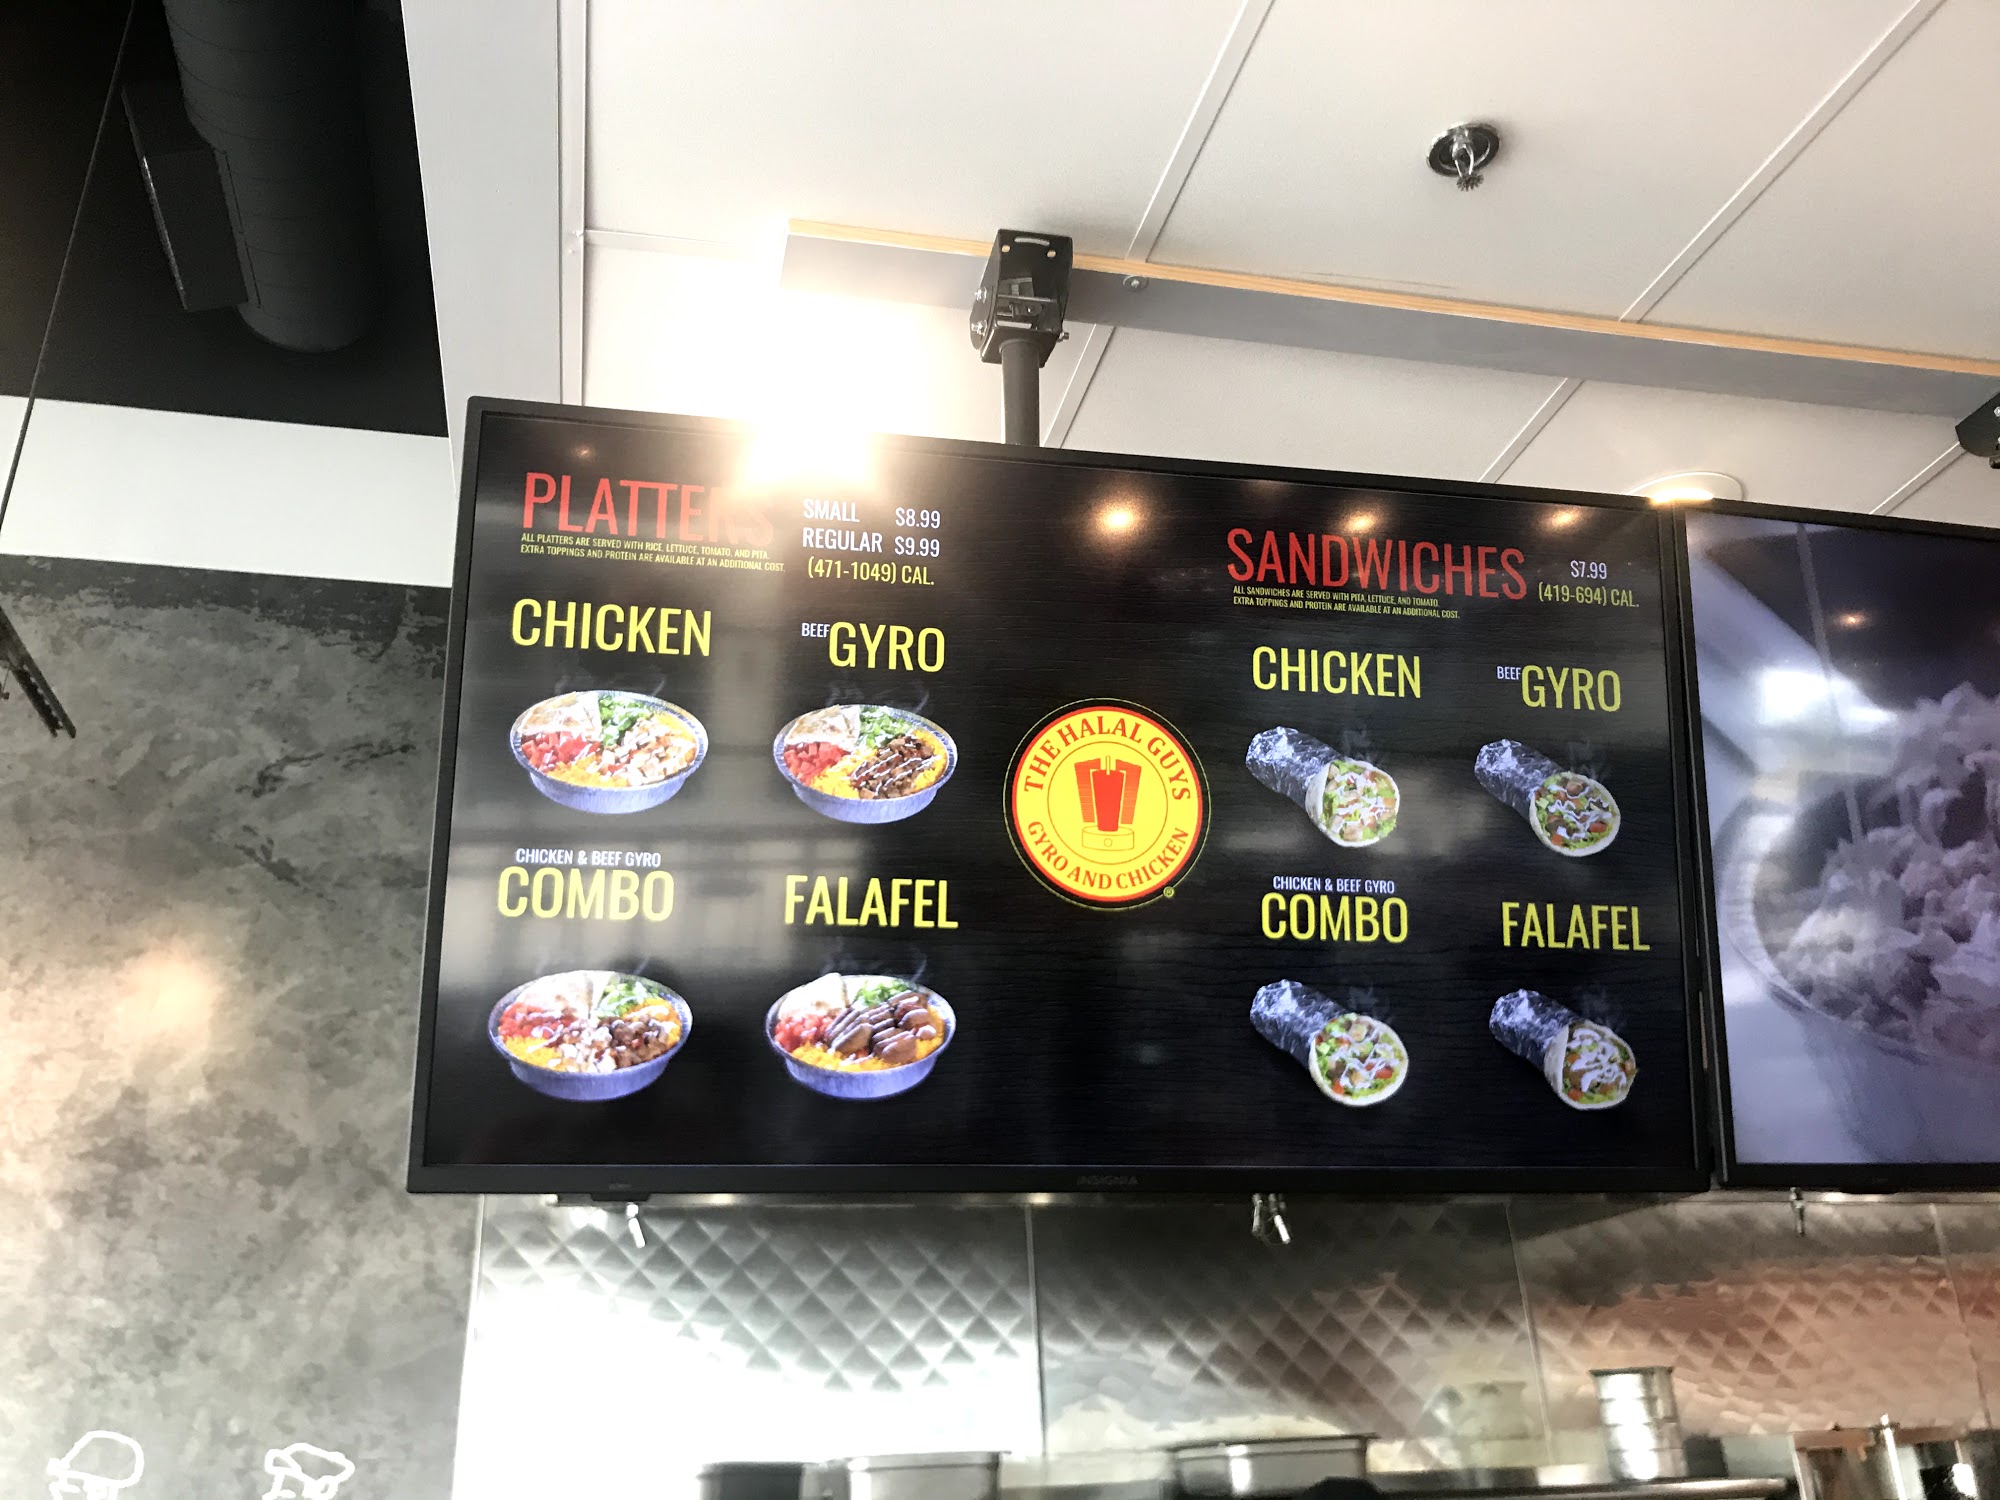 PLATTERS
ALL PLATTERS ARE SERVED WITH RICE, LETTUCE, TOMATO, AND PITA.
EXTRA TOPPINGS AND PROTEIN ARE AVAILABLE AT AN ADDITIONAL COST.
SMALL $8.99
REGULAR $9.99
(471-1049) CAL.
CHICKEN
BEEF GYRO
CHICKEN & BEEF GYRO
COMBO
FALAFEL
THE HALAL GUYS
GYRO AND CHICKEN
®
SANDWICHES
ALL SANDWICHES ARE SERVED WITH PITA, LETTUCE, AND TOMATO.
EXTRA TOPPINGS AND PROTEIN ARE AVAILABLE AT AN ADDITIONAL COST.
$7.99
(419-694) CAL.
CHICKEN
BEEF GYRO
CHICKEN & BEEF GYRO
COMBO
FALAFEL
INSIGNIA